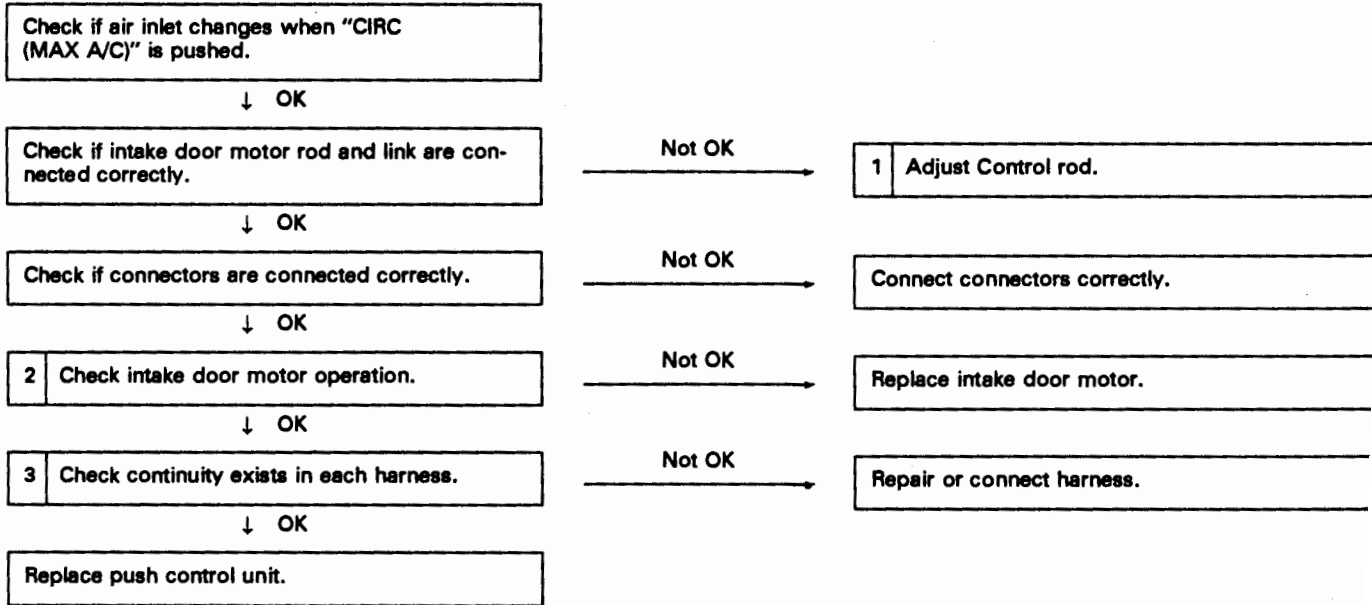 Check if air inlet changes when "CIRC
(MAX A/C)" is pushed.
↓ OK
Check if intake door motor rod and link are con-
nected correctly.
Not OK
1 Adjust Control rod.
↓ OK
Check if connectors are connected correctly.
Not OK
Connect connectors correctly.
↓ OK
2 Check intake door motor operation.
Not OK
Replace intake door motor.
↓ OK
3 Check continuity exists in each harness.
Not OK
Repair or connect harness.
↓ OK
Replace push control unit.